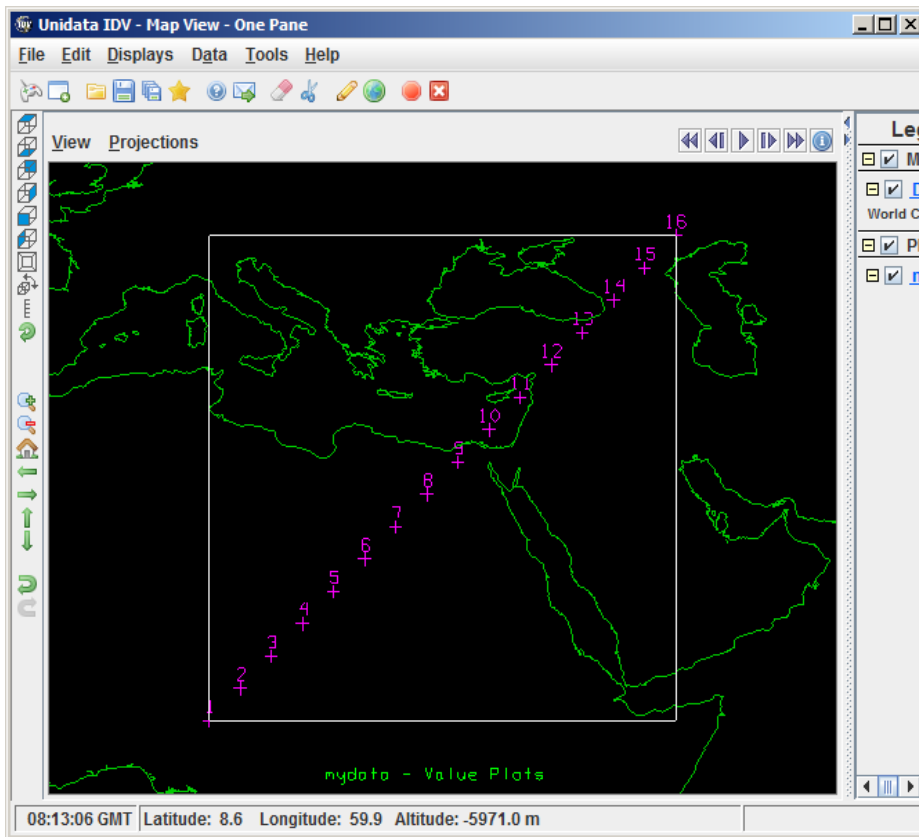 Unidata IDV - Map View - One Pane
File Edit Displays Data Tools Help
View Projections
Leg
M
D
World C
Pl
m
16
15
14
13
12
11
10
9
8
7
6
5
4
3
2
1
mydata - Value Plots
08:13:06 GMT Latitude: 8.6 Longitude: 59.9 Altitude: -5971.0 m